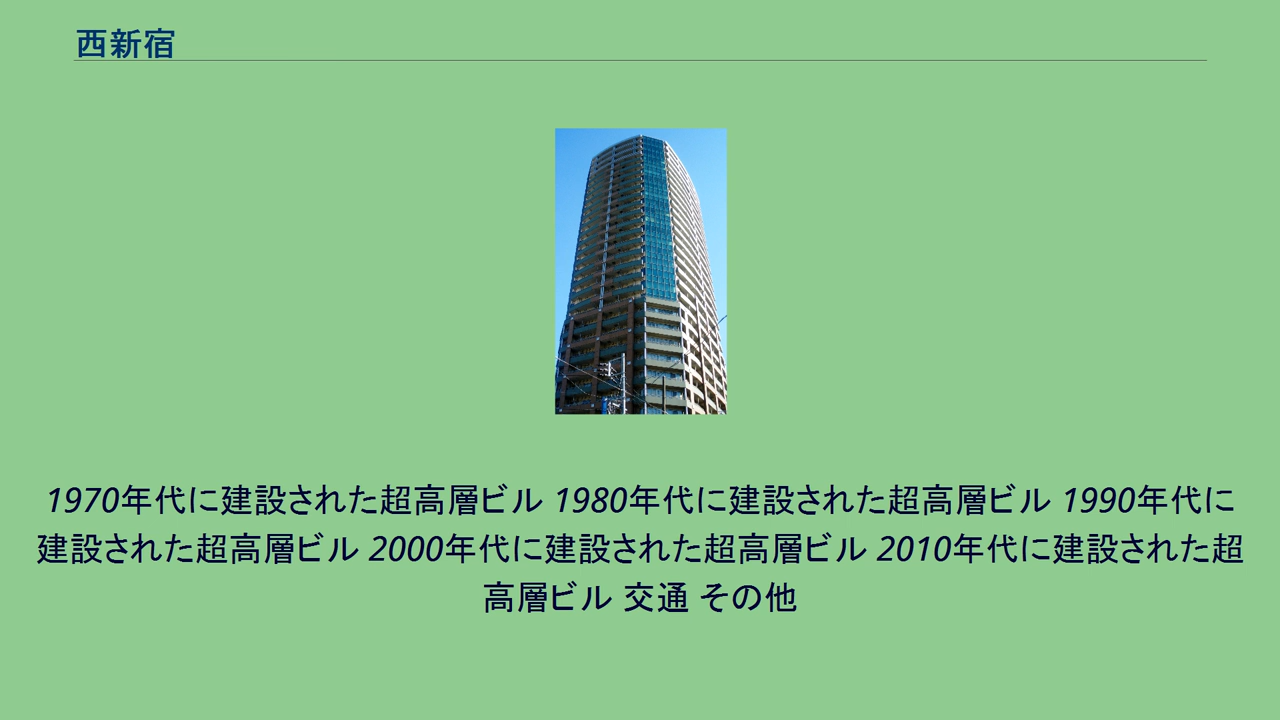 西新宿
1970年代に建設された超高層ビル 1980年代に建設された超高層ビル 1990年代に
建設された超高層ビル 2000年代に建設された超高層ビル 2010年代に建設された超
高層ビル 交通 その他